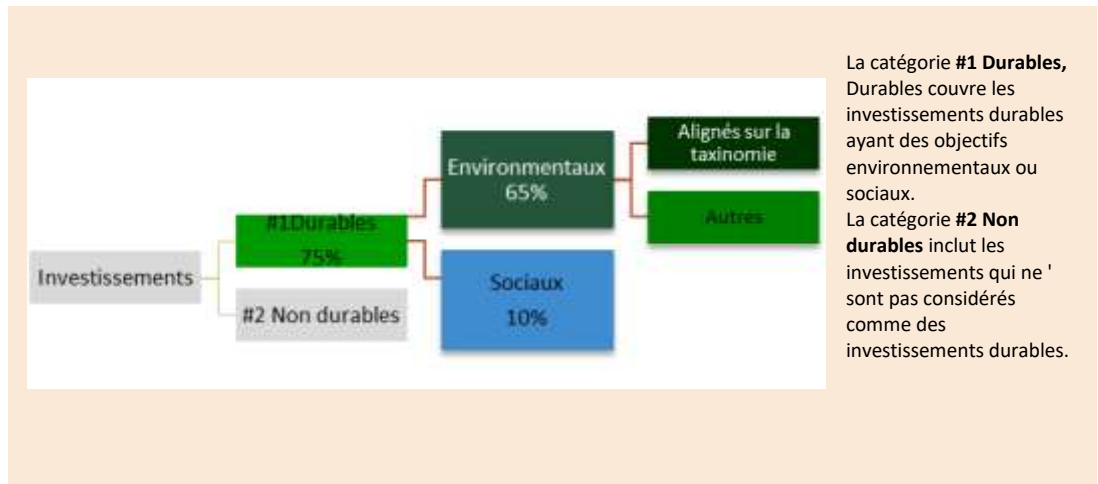 Investissements
#1Durables
75%
#2 Non durables
Environmentaux
65%
Sociaux
10%
Alignés sur la
taxinomie
Autres
La catégorie #1 Durables,
Durables couvre les
investissements durables
ayant des objectifs
environnementaux ou
sociaux.
La catégorie #2 Non
durables inclut les
investissements qui ne '
sont pas considérés
comme des
investissements durables.